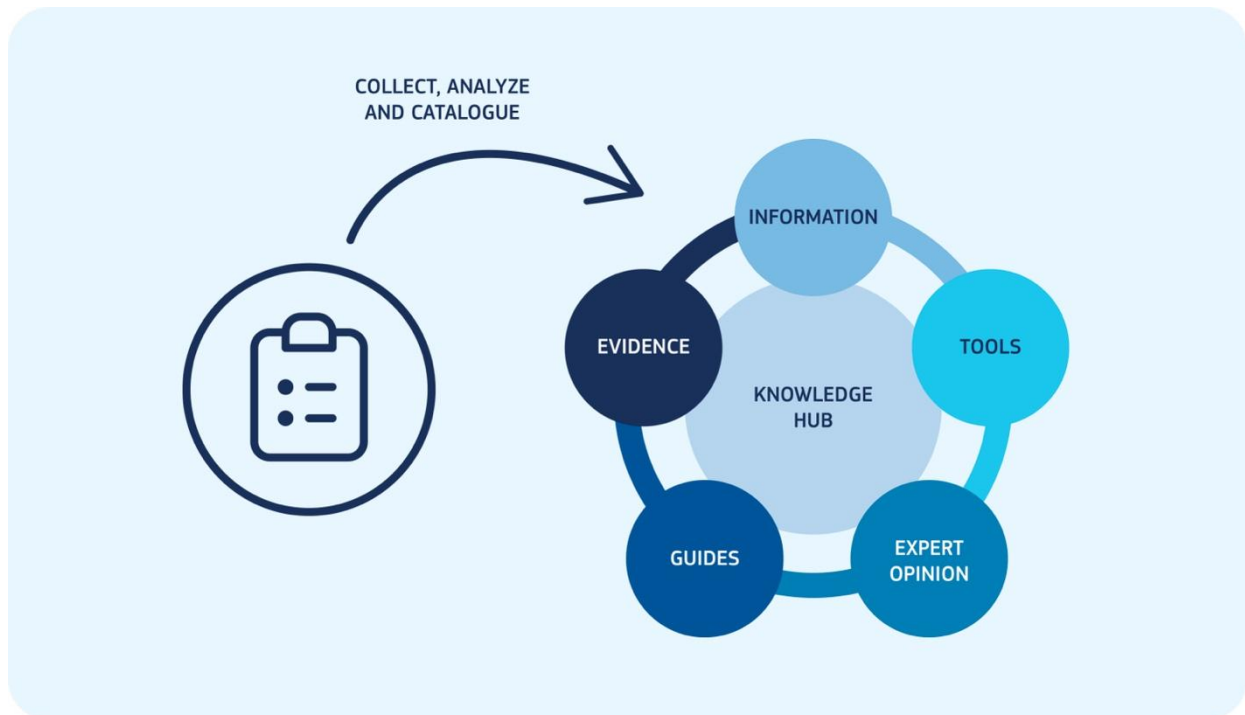 COLLECT, ANALYZE
AND CATALOGUE
INFORMATION
EVIDENCE
TOOLS
KNOWLEDGE
HUB
GUIDES
EXPERT
OPINION